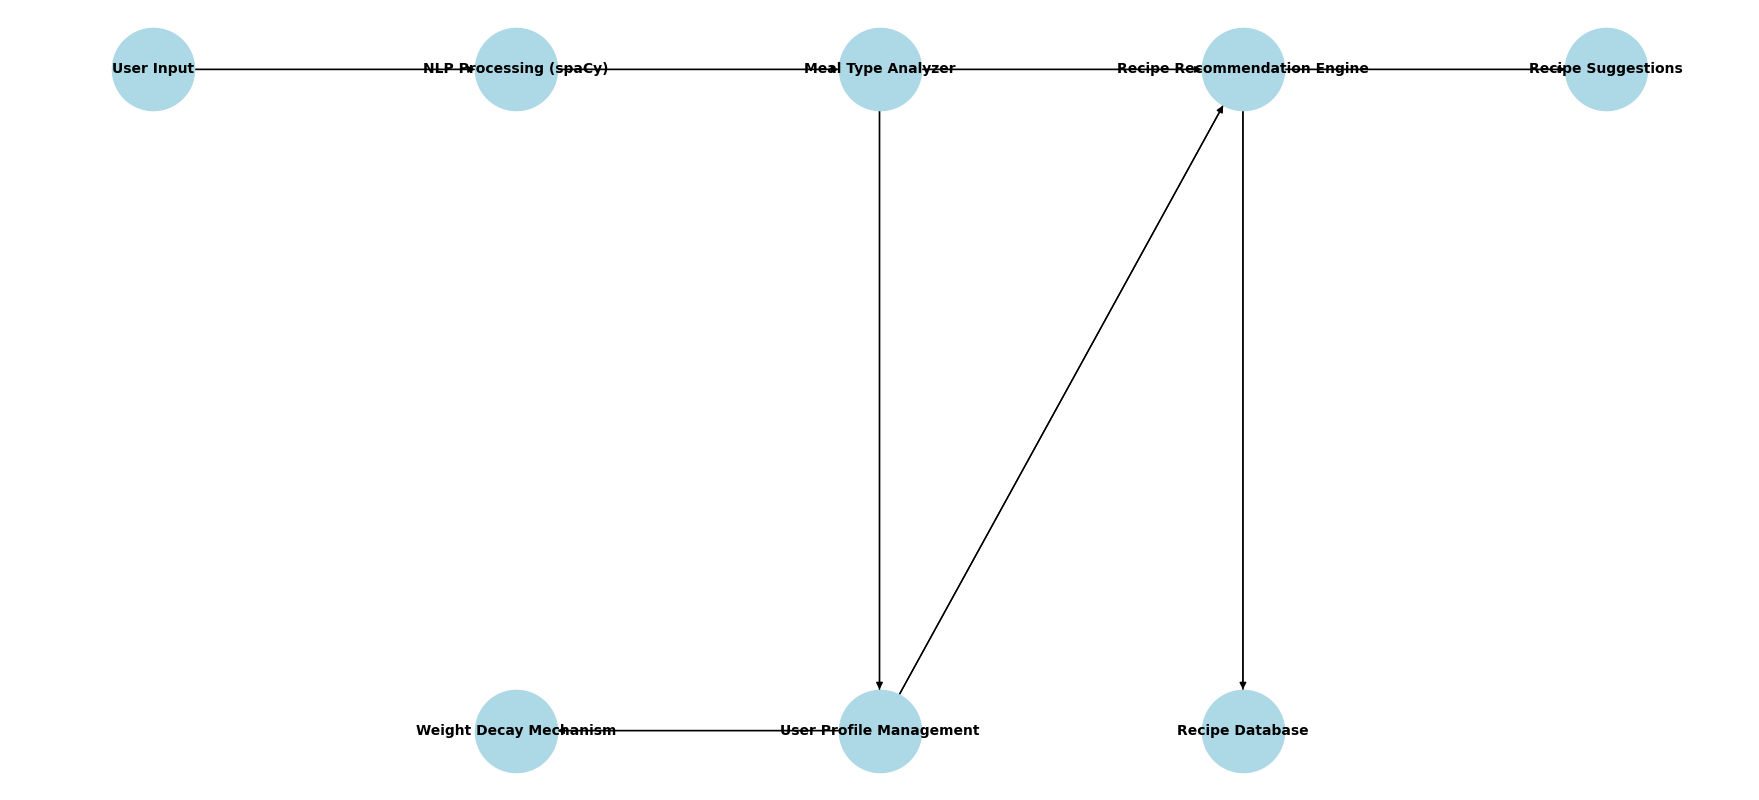 User Input
NLP Processing (spaCy)
Meal Type Analyzer
Recipe Recommendation Engine
Recipe Suggestions
Weight Decay Mechanism
User Profile Management
Recipe Database